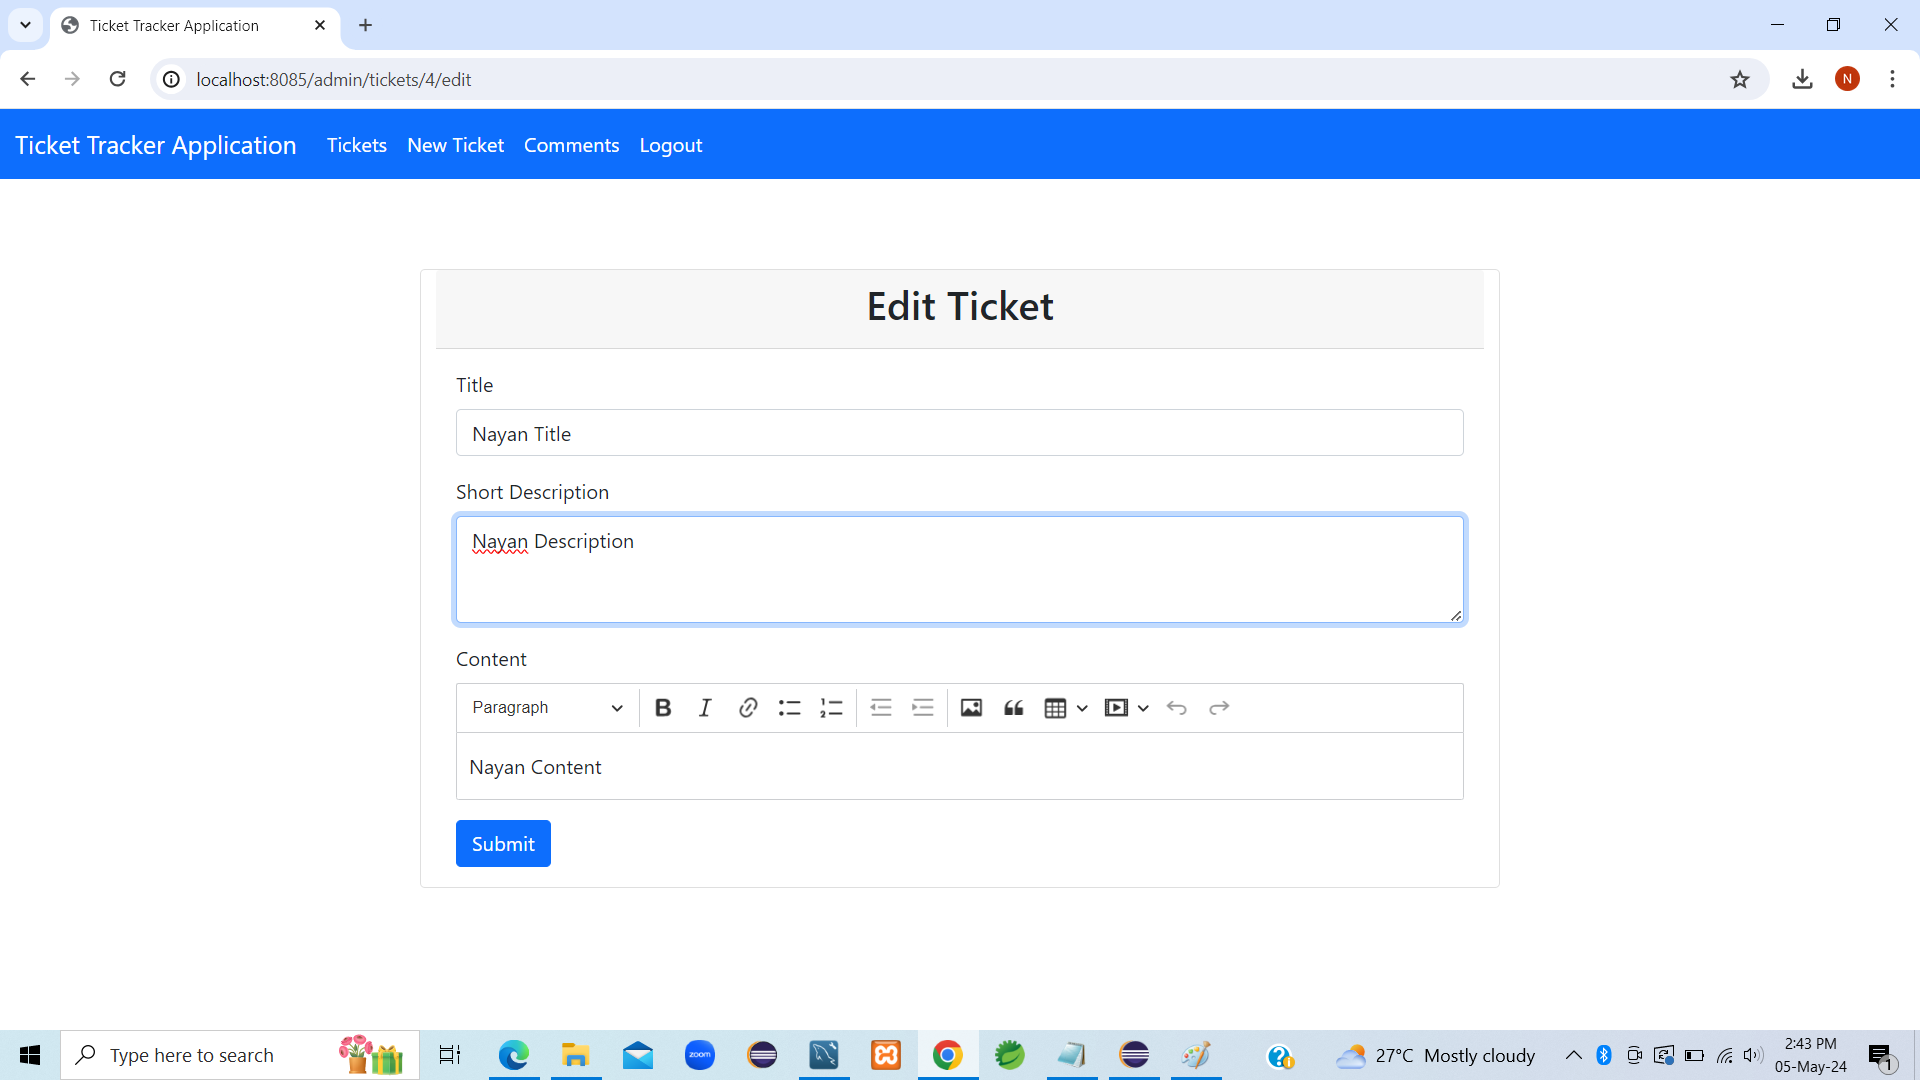 Ticket Tracker Application
localhost:8085/admin/tickets/4/edit
N
Ticket Tracker Application Tickets New Ticket Comments Logout
Edit Ticket
Title
Nayan Title
Short Description
Nayan Description
Content
Paragraph
Nayan Content
Submit
Type here to search
zoom
27°C Mostly cloudy
2:43 PM
05-May-24
1